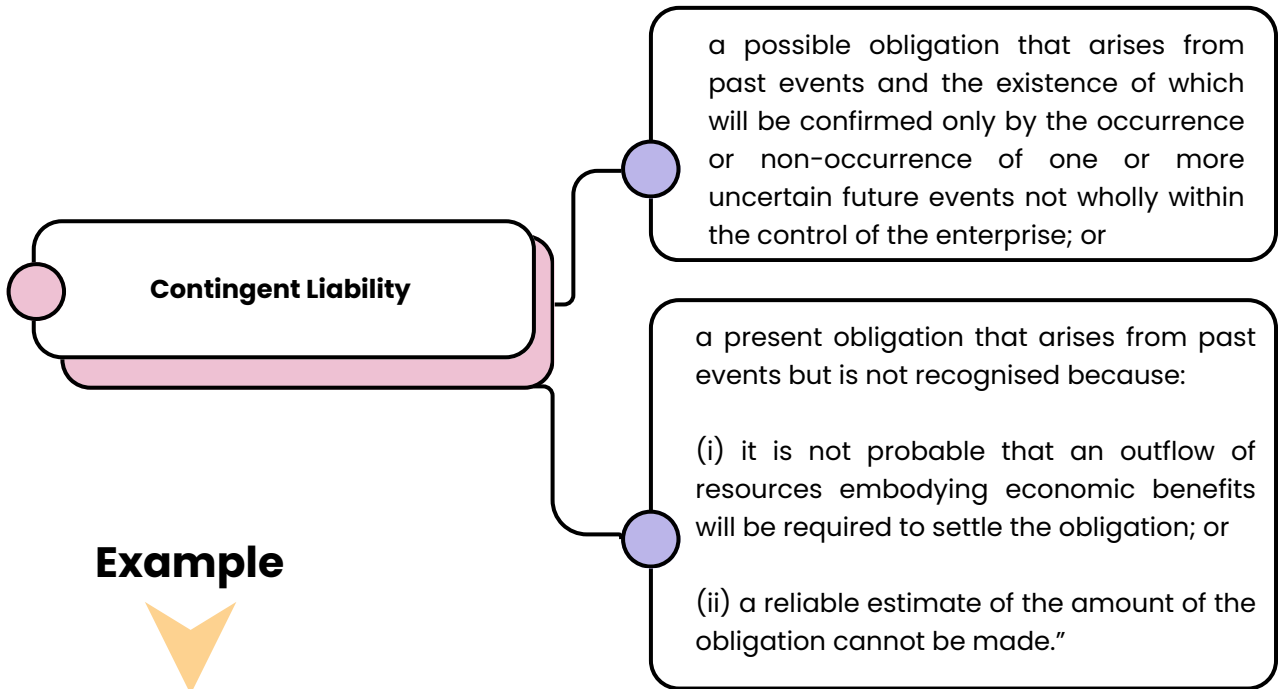 a possible obligation that arises from
past events and the existence of which
will be confirmed only by the occurrence
or non-occurrence of one or more
uncertain future events not wholly within
the control of the enterprise; or
Contingent Liability
a present obligation that arises from past
events but is not recognised because:
(i) it is not probable that an outflow of
resources embodying economic benefits
will be required to settle the obligation; or
(ii) a reliable estimate of the amount of the
obligation cannot be made.”
Example